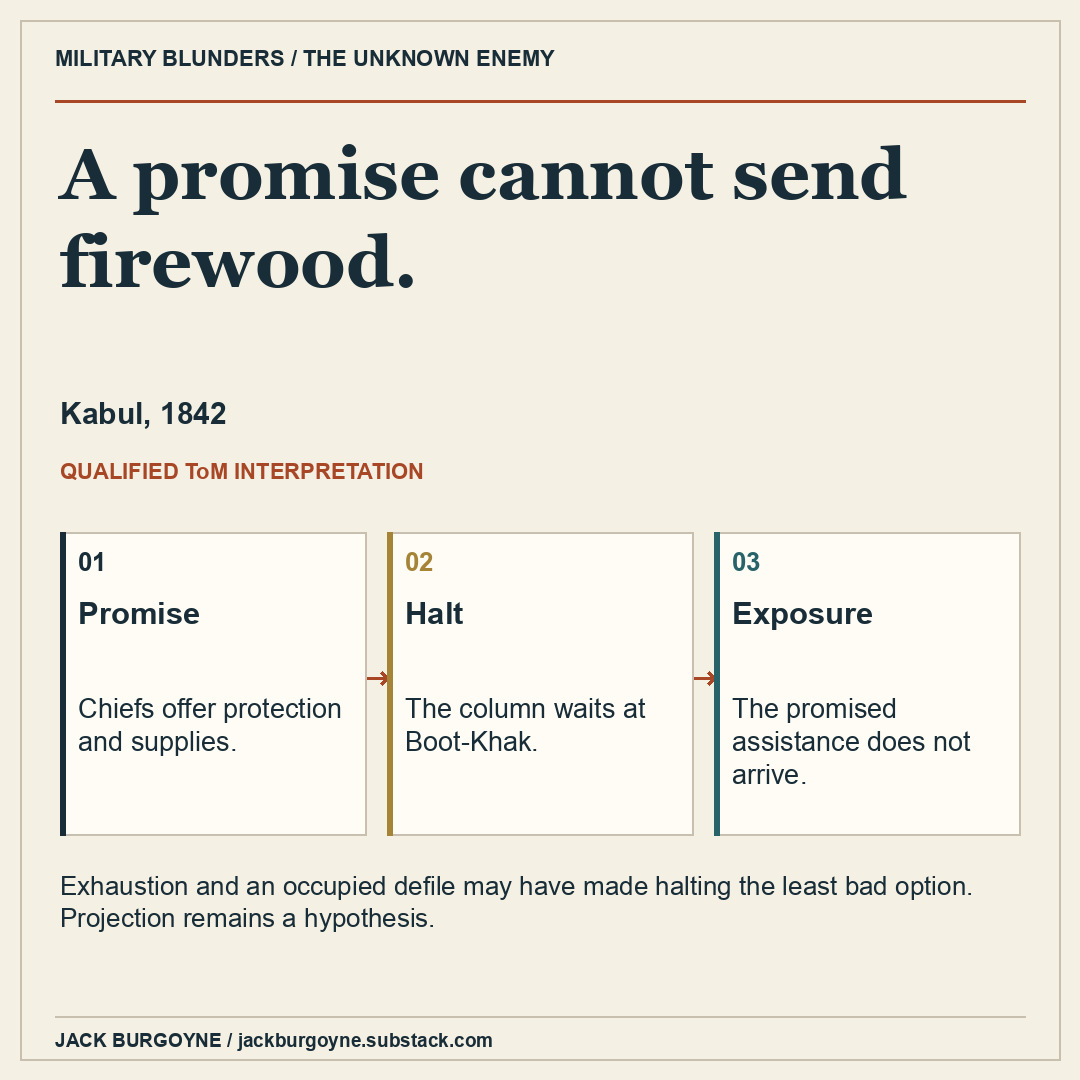 MILITARY BLUNDERS / THE UNKNOWN ENEMY
A promise cannot send
firewood.
Kabul, 1842
QUALIFIED ToM INTERPRETATION
01
Promise
Chiefs offer protection
and supplies.
02
Halt
The column waits at
Boot-Khak.
03
Exposure
The promised
assistance does not
arrive.
Exhaustion and an occupied defile may have made halting the least bad option.
Projection remains a hypothesis.
JACK BURGOYNE / jackburgoyne.substack.com